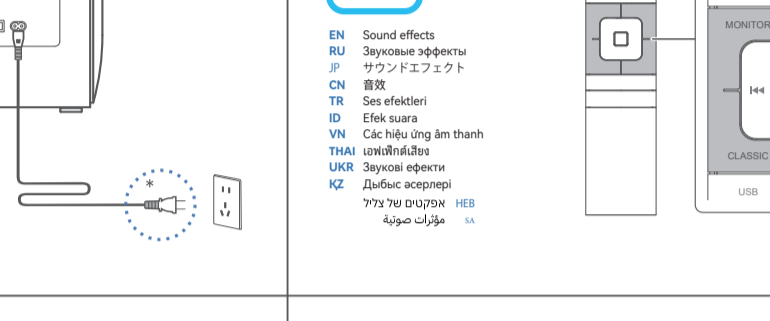 *
EN Sound effects
RU Звуковые эффекты
JP サウンドエフェクト
CN 音效
TR Ses efektleri
ID Efek suara
VN Các hiệu ứng âm thanh
THAI เอฟเฟ็กต์เสียง
UKR Звукові ефекти
ҚZ Дыбыс әсерлері
HEB אפקטים של צליל
SA مؤثرات صوتية
MONITOR
CLASSIC
USB